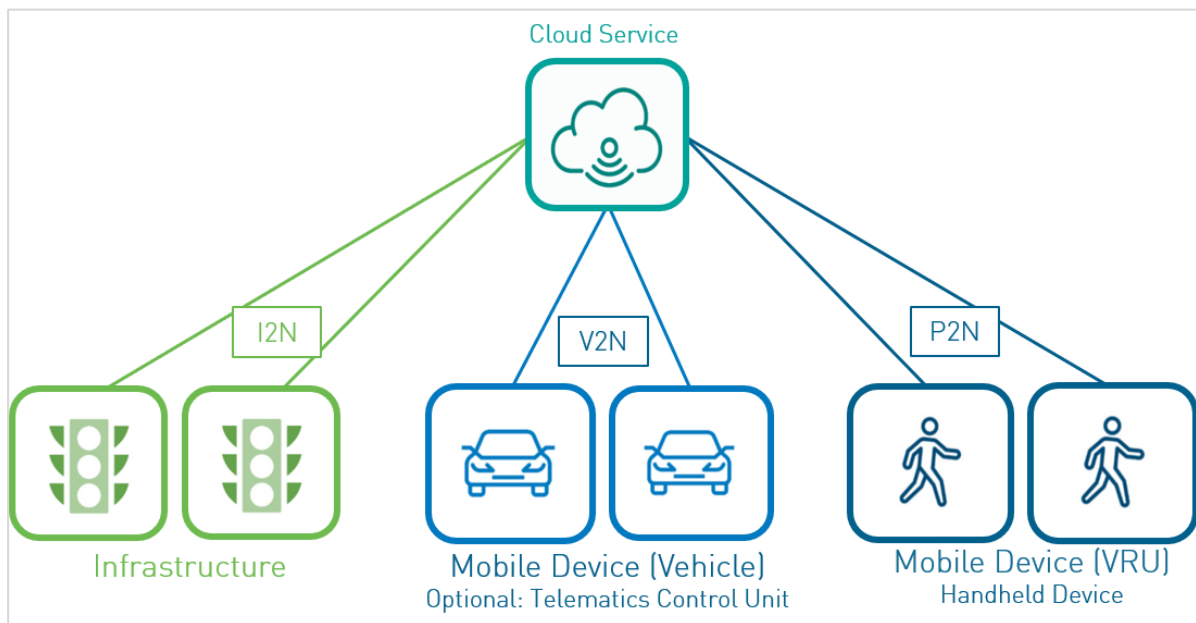 Cloud Service
I2N
V2N
P2N
Infrastructure
Mobile Device (Vehicle)
Optional: Telematics Control Unit
Mobile Device (VRU)
Handheld Device